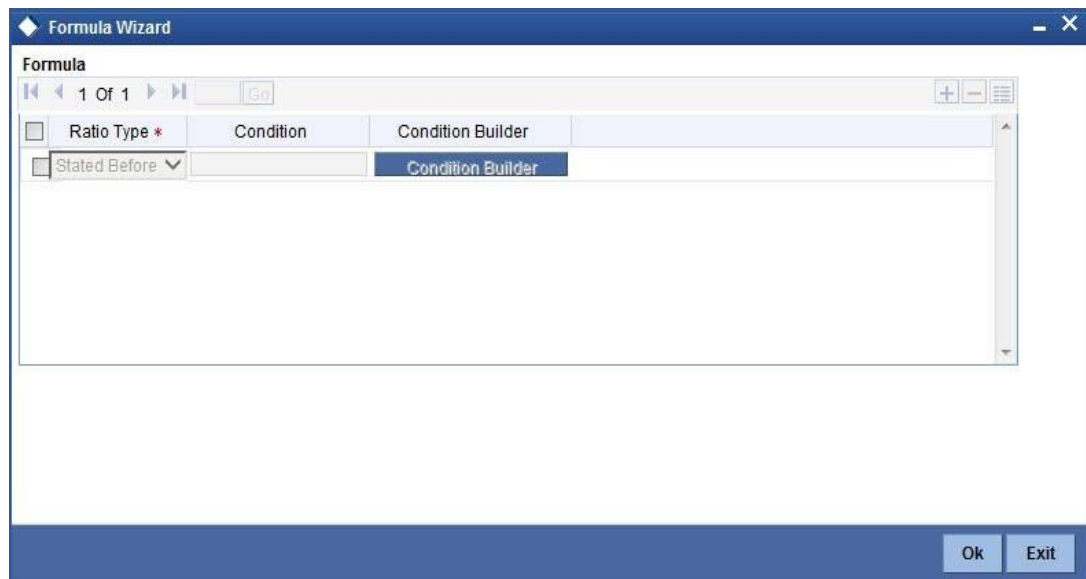 Formula Wizard
Formula
1 Of 1 Go
Ratio Type * Condition Condition Builder
Stated Before Condition Builder
Ok Exit